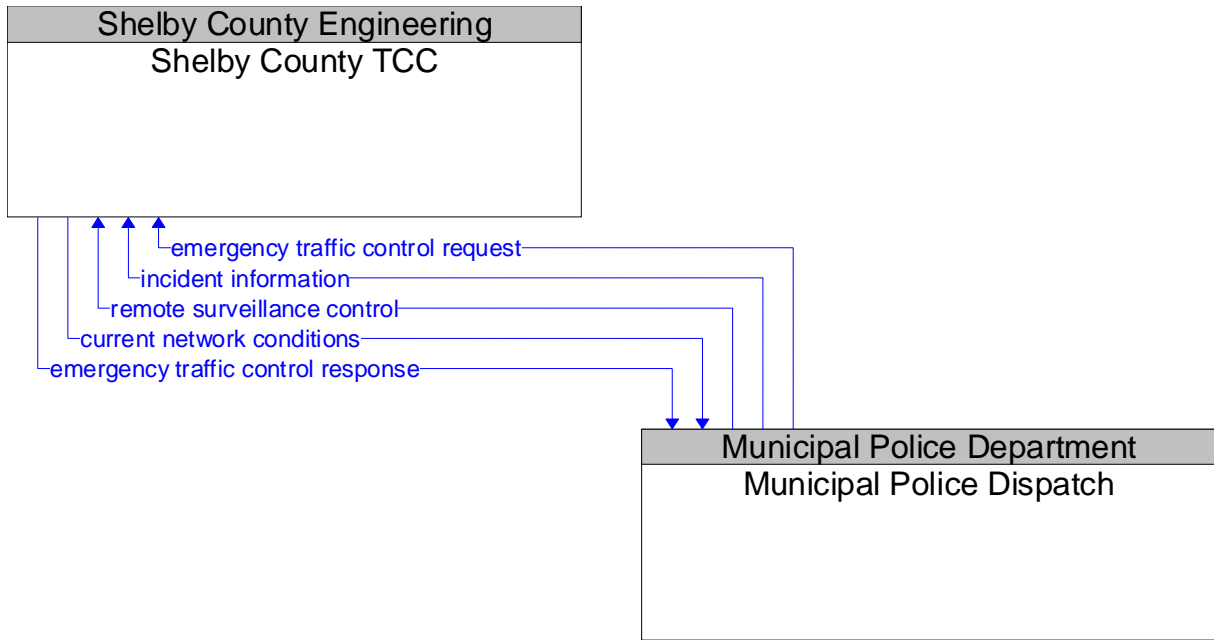 Shelby County Engineering
Shelby County TCC
emergency traffic control request
incident information
remote surveillance control
current network conditions
emergency traffic control response
Municipal Police Department
Municipal Police Dispatch